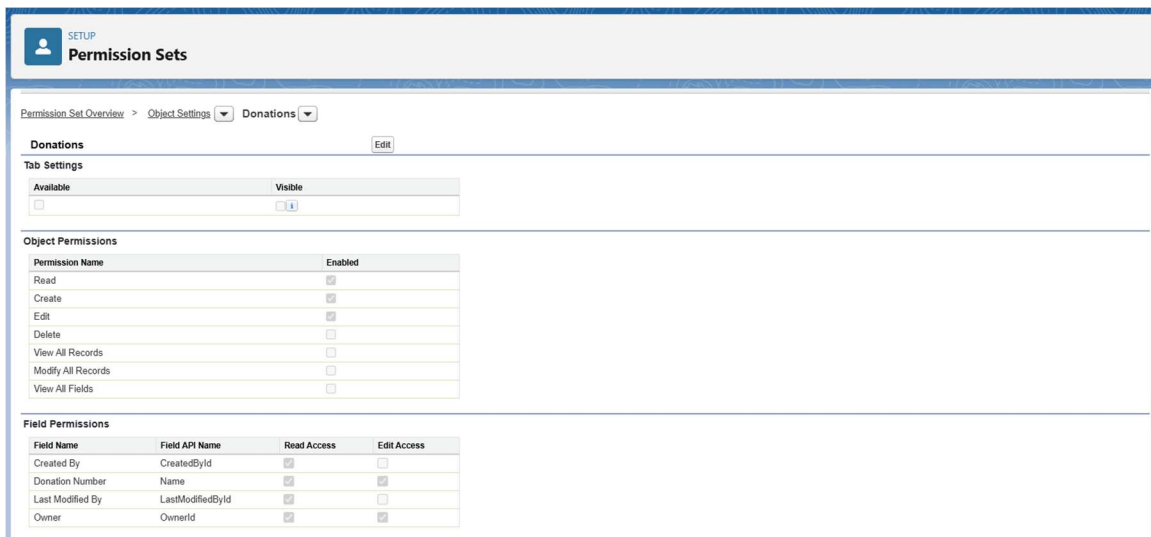 SETUP
Permission Sets
Permission Set Overview > Object Settings Donations
Donations Edit
Tab Settings
Available Visible
i
Object Permissions
Permission Name Enabled
Read
Create
Edit
Delete
View All Records
Modify All Records
View All Fields
Field Permissions
Field Name Field API Name Read Access Edit Access
Created By CreatedById
Donation Number Name
Last Modified By LastModifiedById
Owner OwnerId